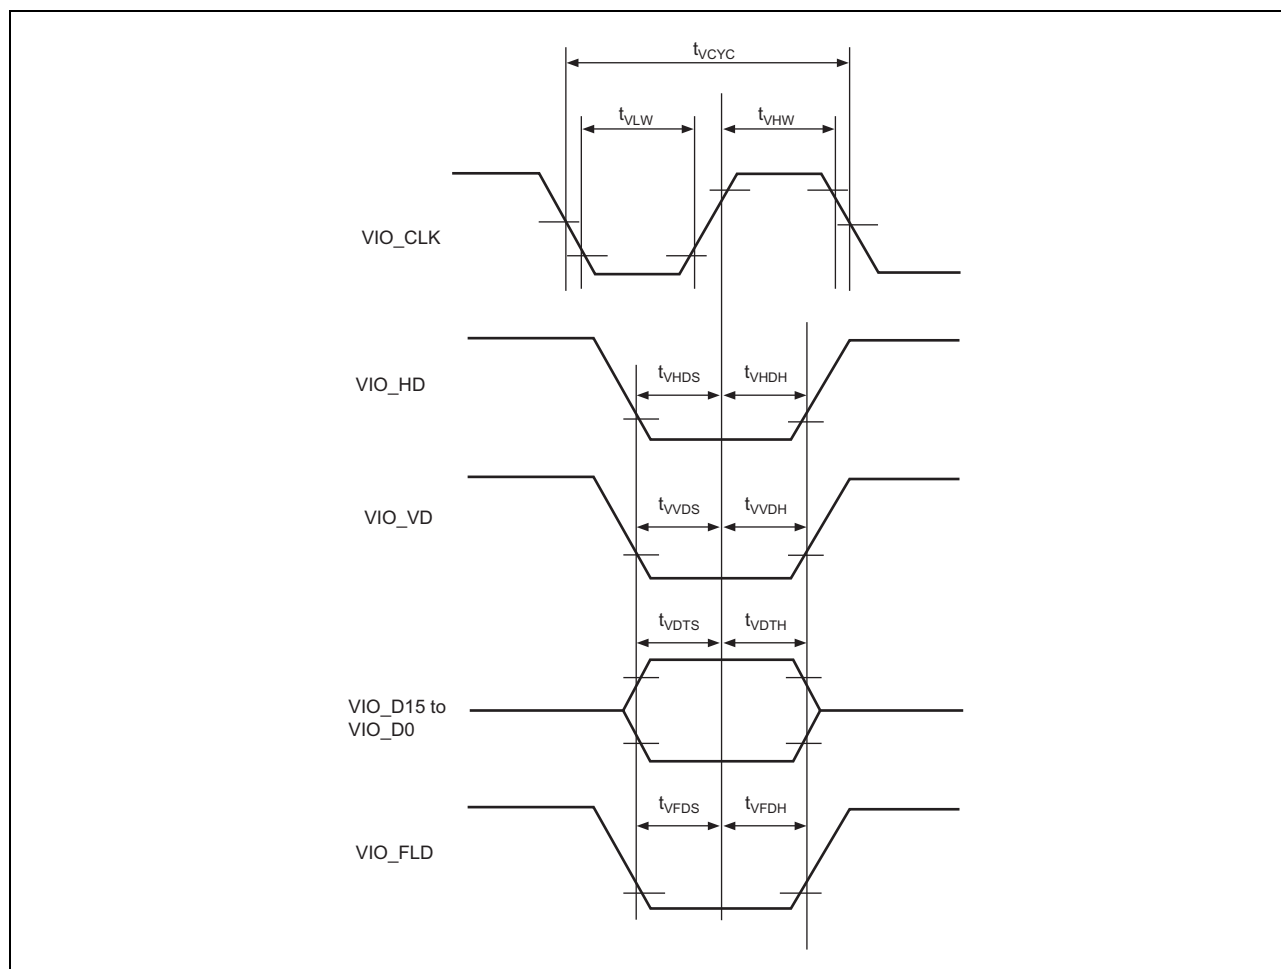 tVCYC
tVLW tVHW
VIO_CLK
tVHDS tVHDH
VIO_HD
tVVDS tVVDH
VIO_VD
tVDTS tVDTH
VIO_D15 to
VIO_D0
tVFDS tVFDH
VIO_FLD